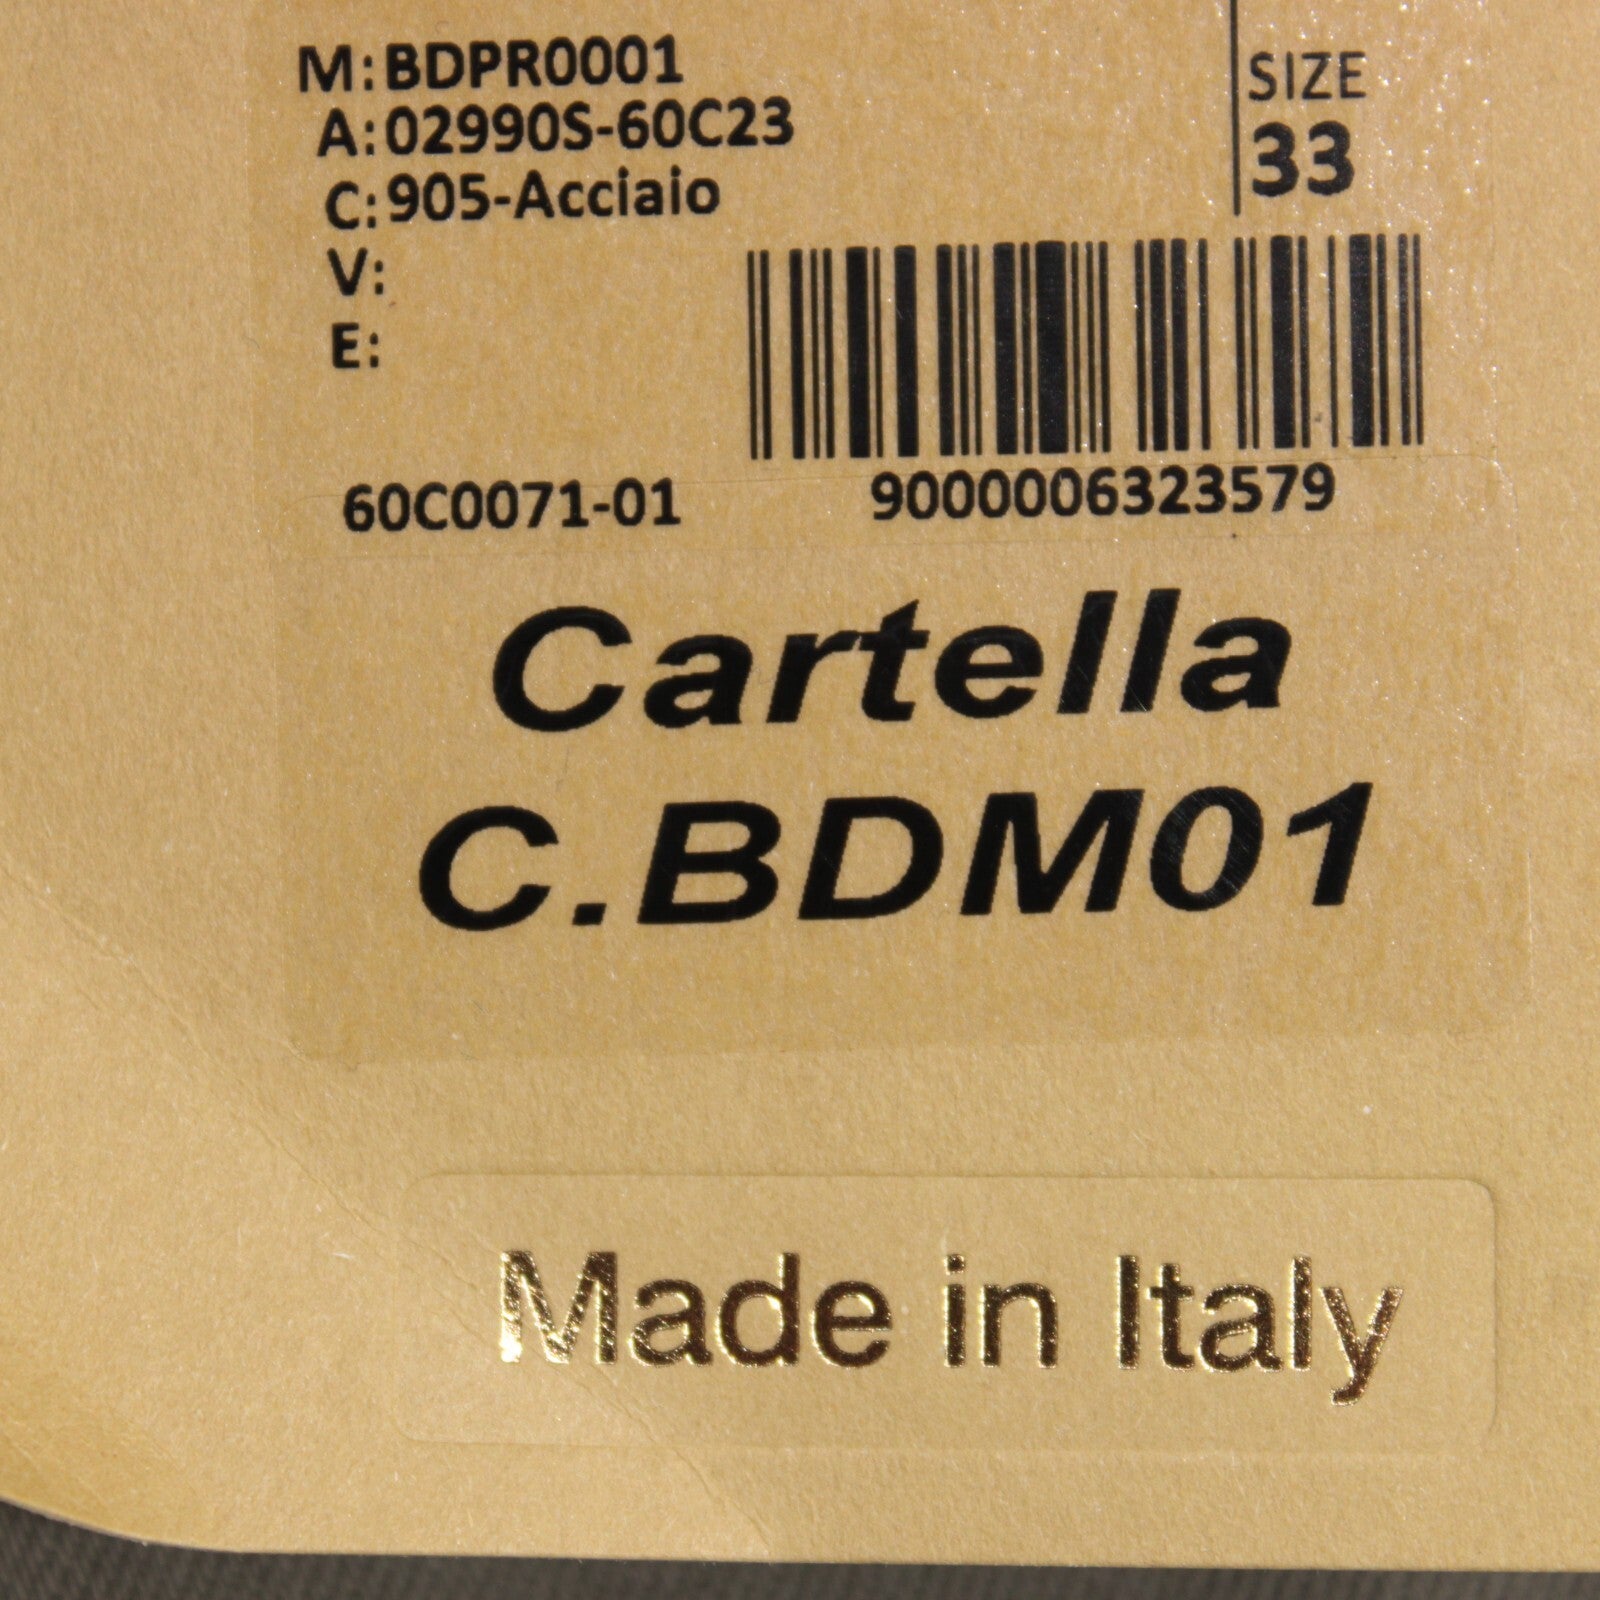 M: BDPR0001
A: 02990S-60C23
C: 905-Acciaio
V:
E:
SIZE
33
60C0071-01
9000006323579
Cartella
C.BDM01
Made in Italy